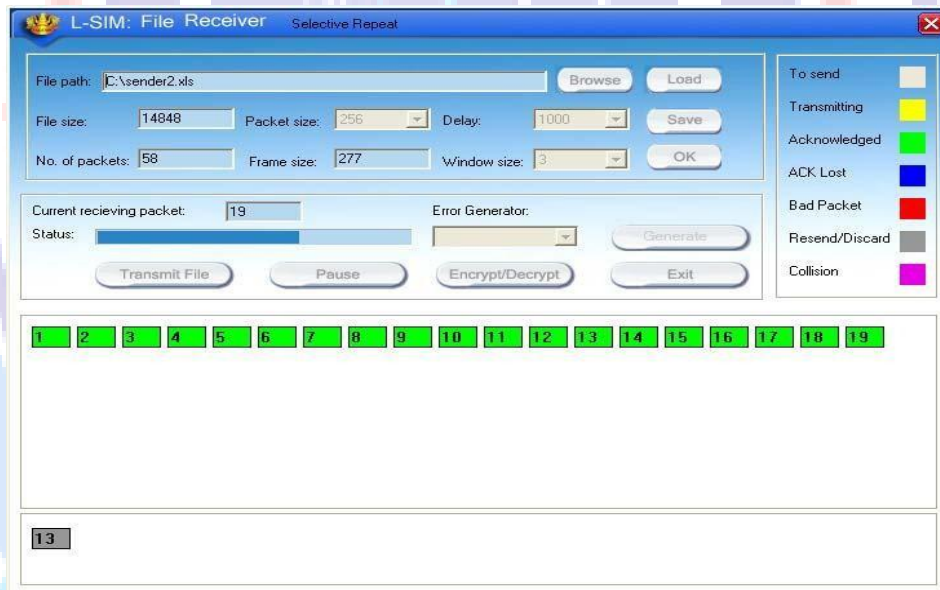 L-SIM: File Receiver Selective Repeat
File path: C:\sender2.xls Browse Load
File size: 14848 Packet size: 256 Delay: 1000 Save
No. of packets: 58 Frame size: 277 Window size: 3 OK
To send
Transmitting
Acknowledged
ACK Lost
Bad Packet
Resend/Discard
Collision
Current recieving packet: 19 Error Generator:
Status: Generate
Transmit File Pause Encrypt/Decrypt Exit
1 2 3 4 5 6 7 8 9 10 11 12 13 14 15 16 17 18 19
13